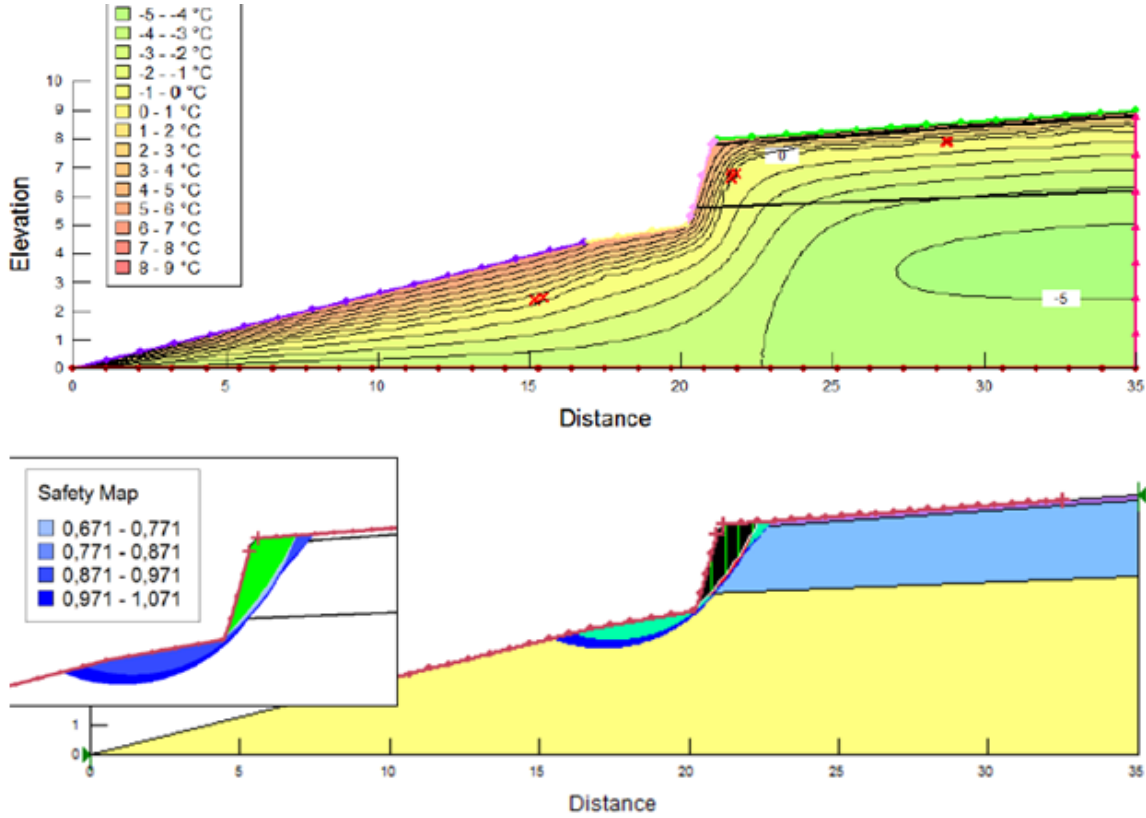 -5 - -4 °C
-4 - -3 °C
-3 - -2 °C
-2 - -1 °C
-1 - 0 °C
0 - 1 °C
1 - 2 °C
2 - 3 °C
3 - 4 °C
4 - 5 °C
5 - 6 °C
6 - 7 °C
7 - 8 °C
8 - 9 °C
Elevation
10
9
8
7
6
5
4
3
2
1
0
0
-5
0 5 10 15 20 25 30 35
Distance
Safety Map
0,671 - 0,771
0,771 - 0,871
0,871 - 0,971
0,971 - 1,071
1
0
0 5 10 15 20 25 30 35
Distance